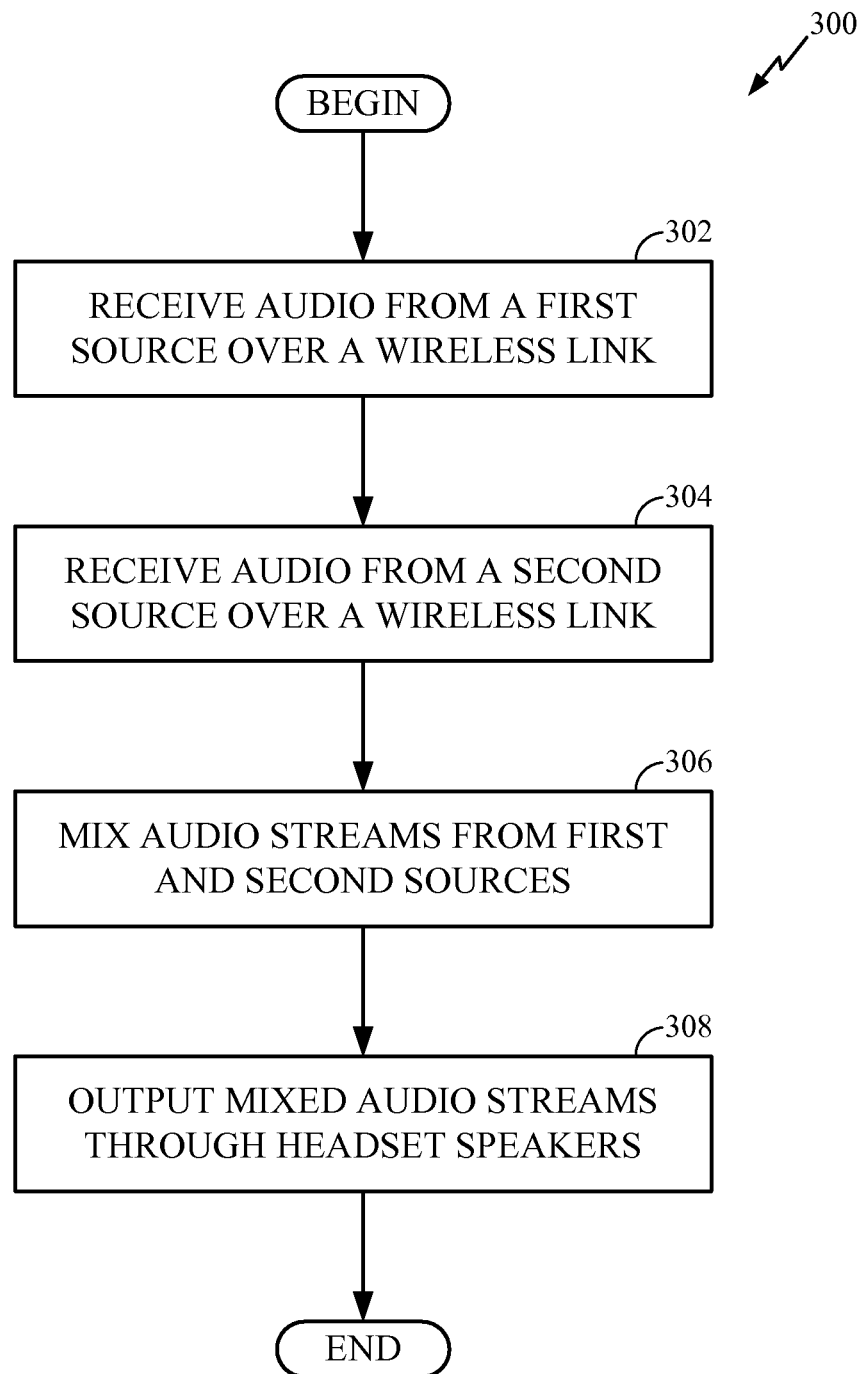 300
BEGIN
302
RECEIVE AUDIO FROM A FIRST
SOURCE OVER A WIRELESS LINK
304
RECEIVE AUDIO FROM A SECOND
SOURCE OVER A WIRELESS LINK
306
MIX AUDIO STREAMS FROM FIRST
AND SECOND SOURCES
308
OUTPUT MIXED AUDIO STREAMS
THROUGH HEADSET SPEAKERS
END